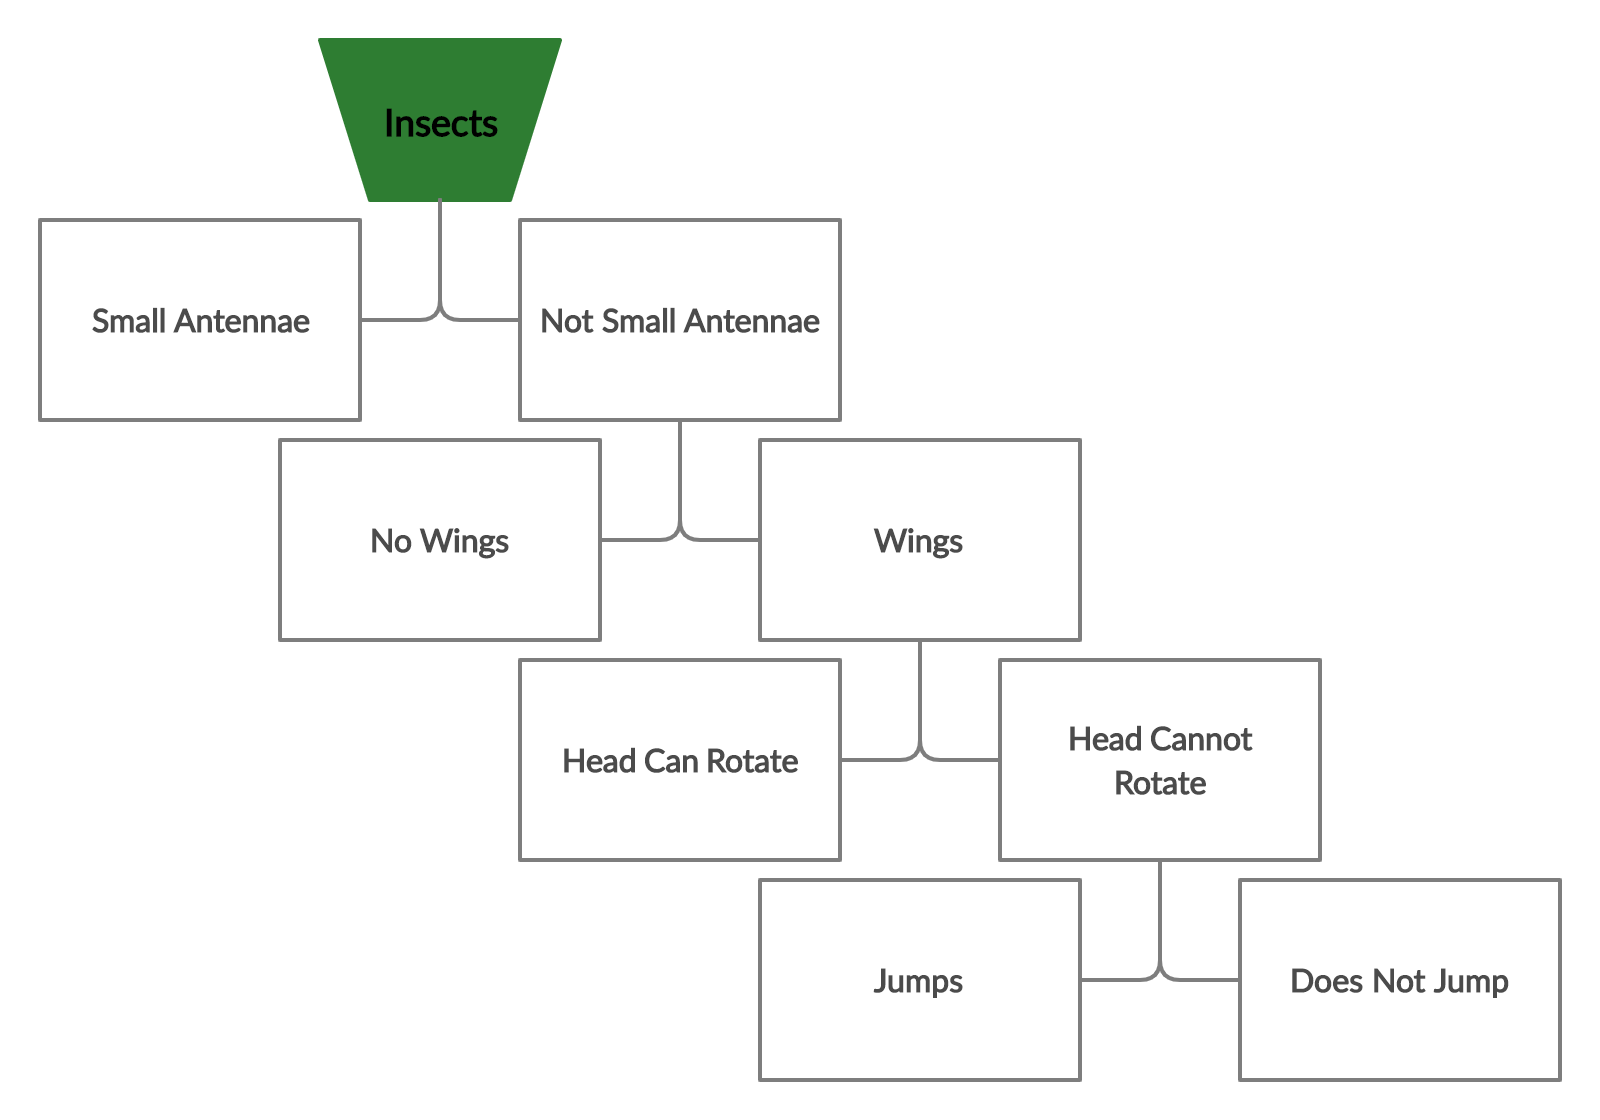 Insects
Small Antennae
Not Small Antennae
No Wings
Wings
Head Can Rotate
Head Cannot
Rotate
Jumps
Does Not Jump